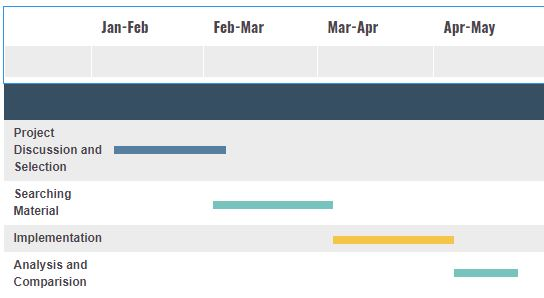 Jan-Feb Feb-Mar Mar-Apr Apr-May
Project
Discussion and
Selection
Searching
Material
Implementation
Analysis and
Comparision